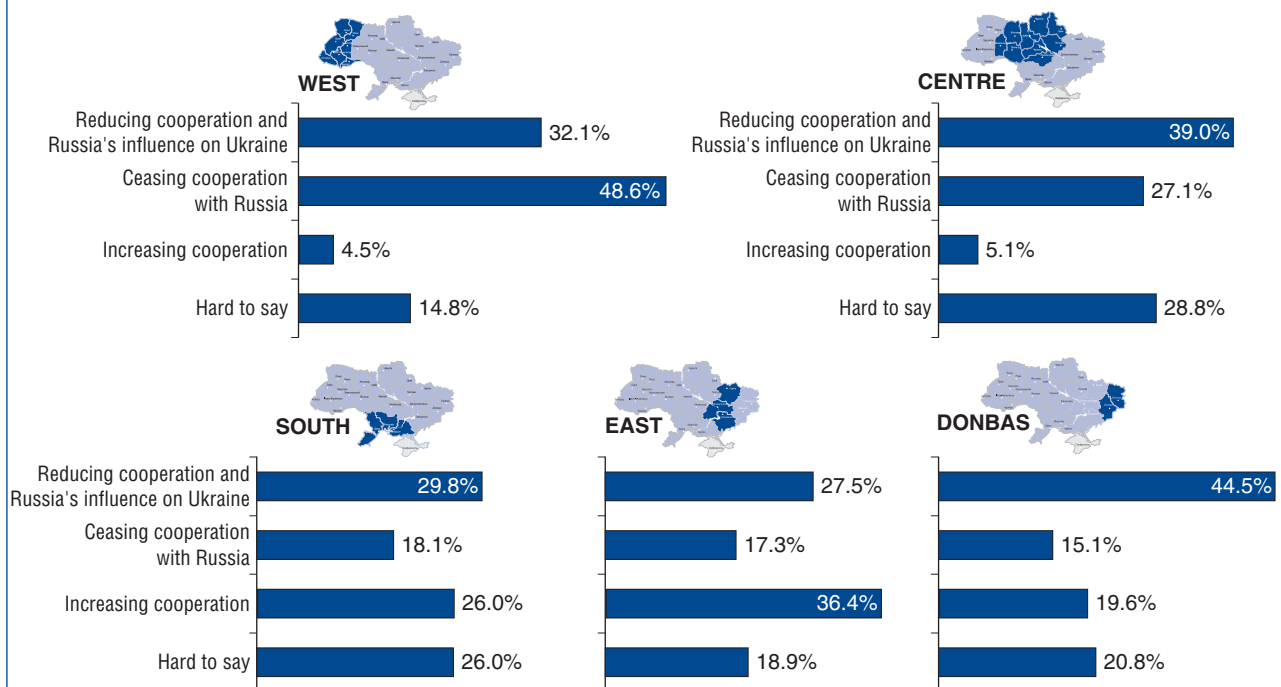 WEST
Reducing cooperation and
Russia's influence on Ukraine
32.1%
Ceasing cooperation
with Russia
48.6%
Increasing cooperation
4.5%
Hard to say
14.8%
CENTRE
Reducing cooperation and
Russia's influence on Ukraine
39.0%
Ceasing cooperation
with Russia
27.1%
Increasing cooperation
5.1%
Hard to say
28.8%
SOUTH
Reducing cooperation and
Russia's influence on Ukraine
29.8%
Ceasing cooperation
with Russia
18.1%
Increasing cooperation
26.0%
Hard to say
26.0%
EAST
27.5%
17.3%
36.4%
18.9%
DONBAS
44.5%
15.1%
19.6%
20.8%